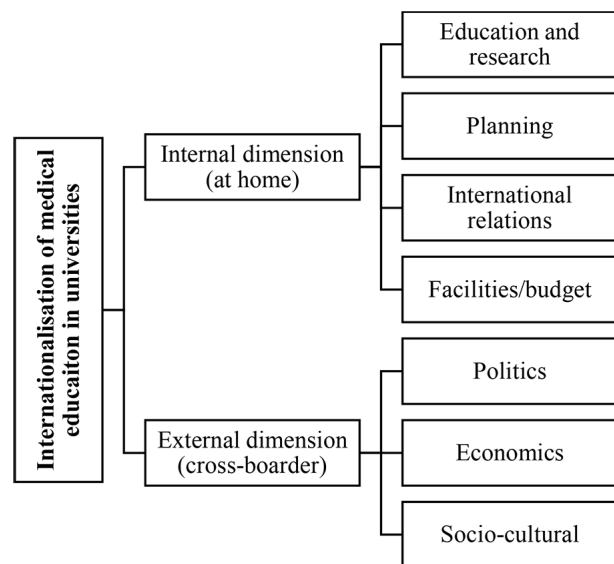 Internationalisation of medical
educaiton in universities
Internal dimension
(at home)
Education and
research
Planning
International
relations
Facilities/budget
External dimension
(cross-boarder)
Politics
Economics
Socio-cultural